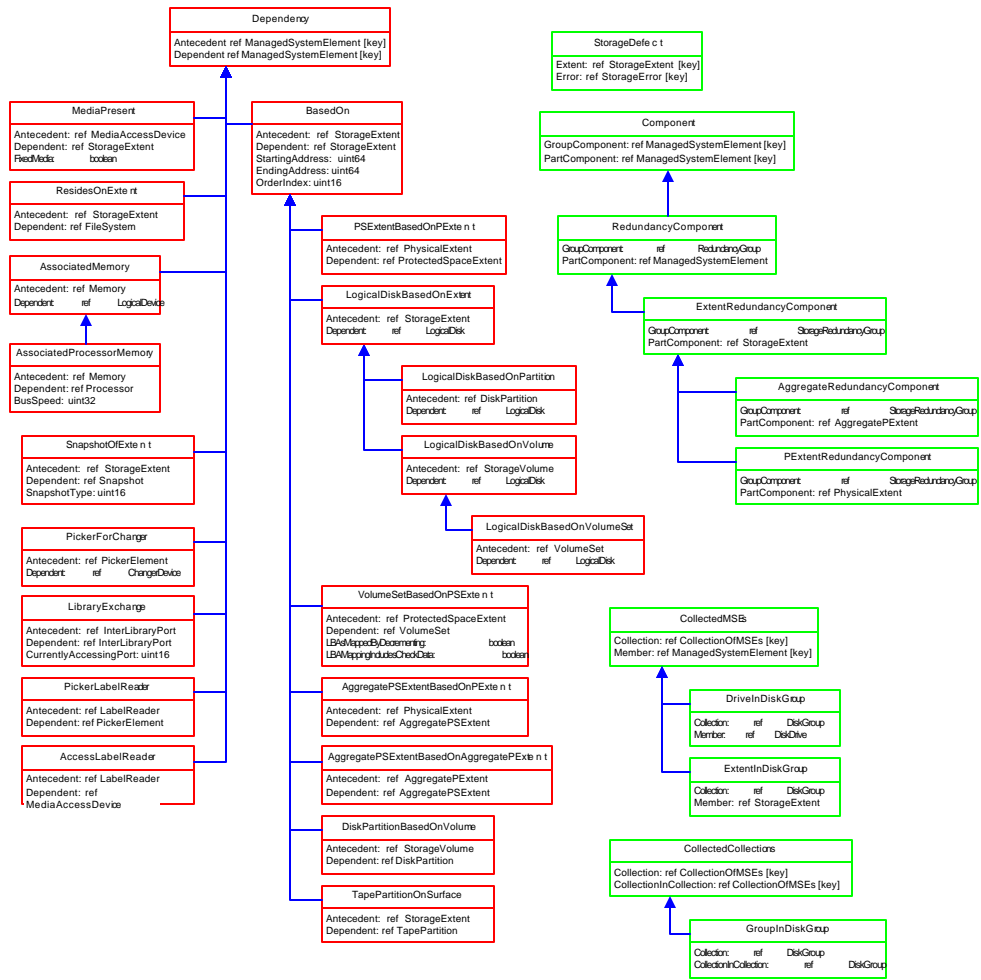 Dependency
Antecedent ref ManagedSystemElement [key]
Dependent ref ManagedSystemElement [key]
MediaPresent
Antecedent: ref MediaAccessDevice
Dependent: ref StorageExtent
FixedMedia: boolean
ResidesOnExtent
Antecedent: ref StorageExtent
Dependent: ref FileSystem
AssociatedMemory
Antecedent: ref Memory
Dependent: ref LogicalDevice
AssociatedProcessorMemory
Antecedent: ref Memory
Dependent: ref Processor
BusSpeed: uint32
SnapshotOfExtent
Antecedent: ref StorageExtent
Dependent: ref Snapshot
SnapshotType: uint16
PickerForChanger
Antecedent: ref PickerElement
Dependent: ref ChangerDevice
LibraryExchange
Antecedent: ref InterLibraryPort
Dependent: ref InterLibraryPort
CurrentlyAccessingPort: uint16
PickerLabelReader
Antecedent: ref LabelReader
Dependent: ref PickerElement
AccessLabelReader
Antecedent: ref LabelReader
Dependent: ref
MediaAccessDevice
BasedOn
Antecedent: ref StorageExtent
Dependent: ref StorageExtent
StartingAddress: uint64
EndingAddress: uint64
OrderIndex: uint16
PSExtentBasedOnPExtent
Antecedent: ref PhysicalExtent
Dependent: ref ProtectedSpaceExtent
LogicalDiskBasedOnExtent
Antecedent: ref StorageExtent
Dependent: ref LogicalDisk
LogicalDiskBasedOnPartition
Antecedent: ref DiskPartition
Dependent: ref LogicalDisk
LogicalDiskBasedOnVolume
Antecedent: ref StorageVolume
Dependent: ref LogicalDisk
LogicalDiskBasedOnVolumeSet
Antecedent: ref VolumeSet
Dependent: ref LogicalDisk
VolumeSetBasedOnPSExtent
Antecedent: ref ProtectedSpaceExtent
Dependent: ref VolumeSet
LBAsMappedByDecrementing: boolean
LBAMappingIncludesCheckData: boolean
AggregatePSExtentBasedOnPExtent
Antecedent: ref PhysicalExtent
Dependent: ref AggregatePSExtent
AggregatePSExtentBasedOnAggregatePExtent
Antecedent: ref AggregatePExtent
Dependent: ref AggregatePSExtent
DiskPartitionBasedOnVolume
Antecedent: ref StorageVolume
Dependent: ref DiskPartition
TapePartitionOnSurface
Antecedent: ref StorageExtent
Dependent: ref TapePartition
StorageDefect
Extent: ref StorageExtent [key]
Error: ref StorageError [key]
Component
GroupComponent: ref ManagedSystemElement [key]
PartComponent: ref ManagedSystemElement [key]
RedundancyComponent
GroupComponent: ref RedundancyGroup
PartComponent: ref ManagedSystemElement
ExtentRedundancyComponent
GroupComponent: ref StorageRedundancyGroup
PartComponent: ref StorageExtent
AggregateRedundancyComponent
GroupComponent: ref StorageRedundancyGroup
PartComponent: ref AggregatePExtent
PExtentRedundancyComponent
GroupComponent: ref StorageRedundancyGroup
PartComponent: ref PhysicalExtent
CollectedMSEs
Collection: ref CollectionOfMSEs [key]
Member: ref ManagedSystemElement [key]
DriveInDiskGroup
Collection: ref DiskGroup
Member: ref DiskDrive
ExtentInDiskGroup
Collection: ref DiskGroup
Member: ref StorageExtent
CollectedCollections
Collection: ref CollectionOfMSEs [key]
CollectionInCollection: ref CollectionOfMSEs [key]
GroupInDiskGroup
Collection: ref DiskGroup
CollectionInCollection: ref DiskGroup